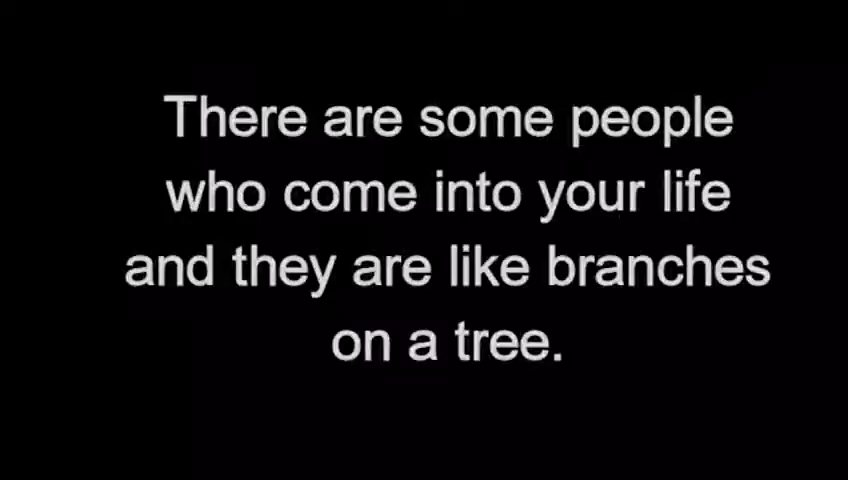 There are some people
who come into your life
and they are like branches
on a tree.